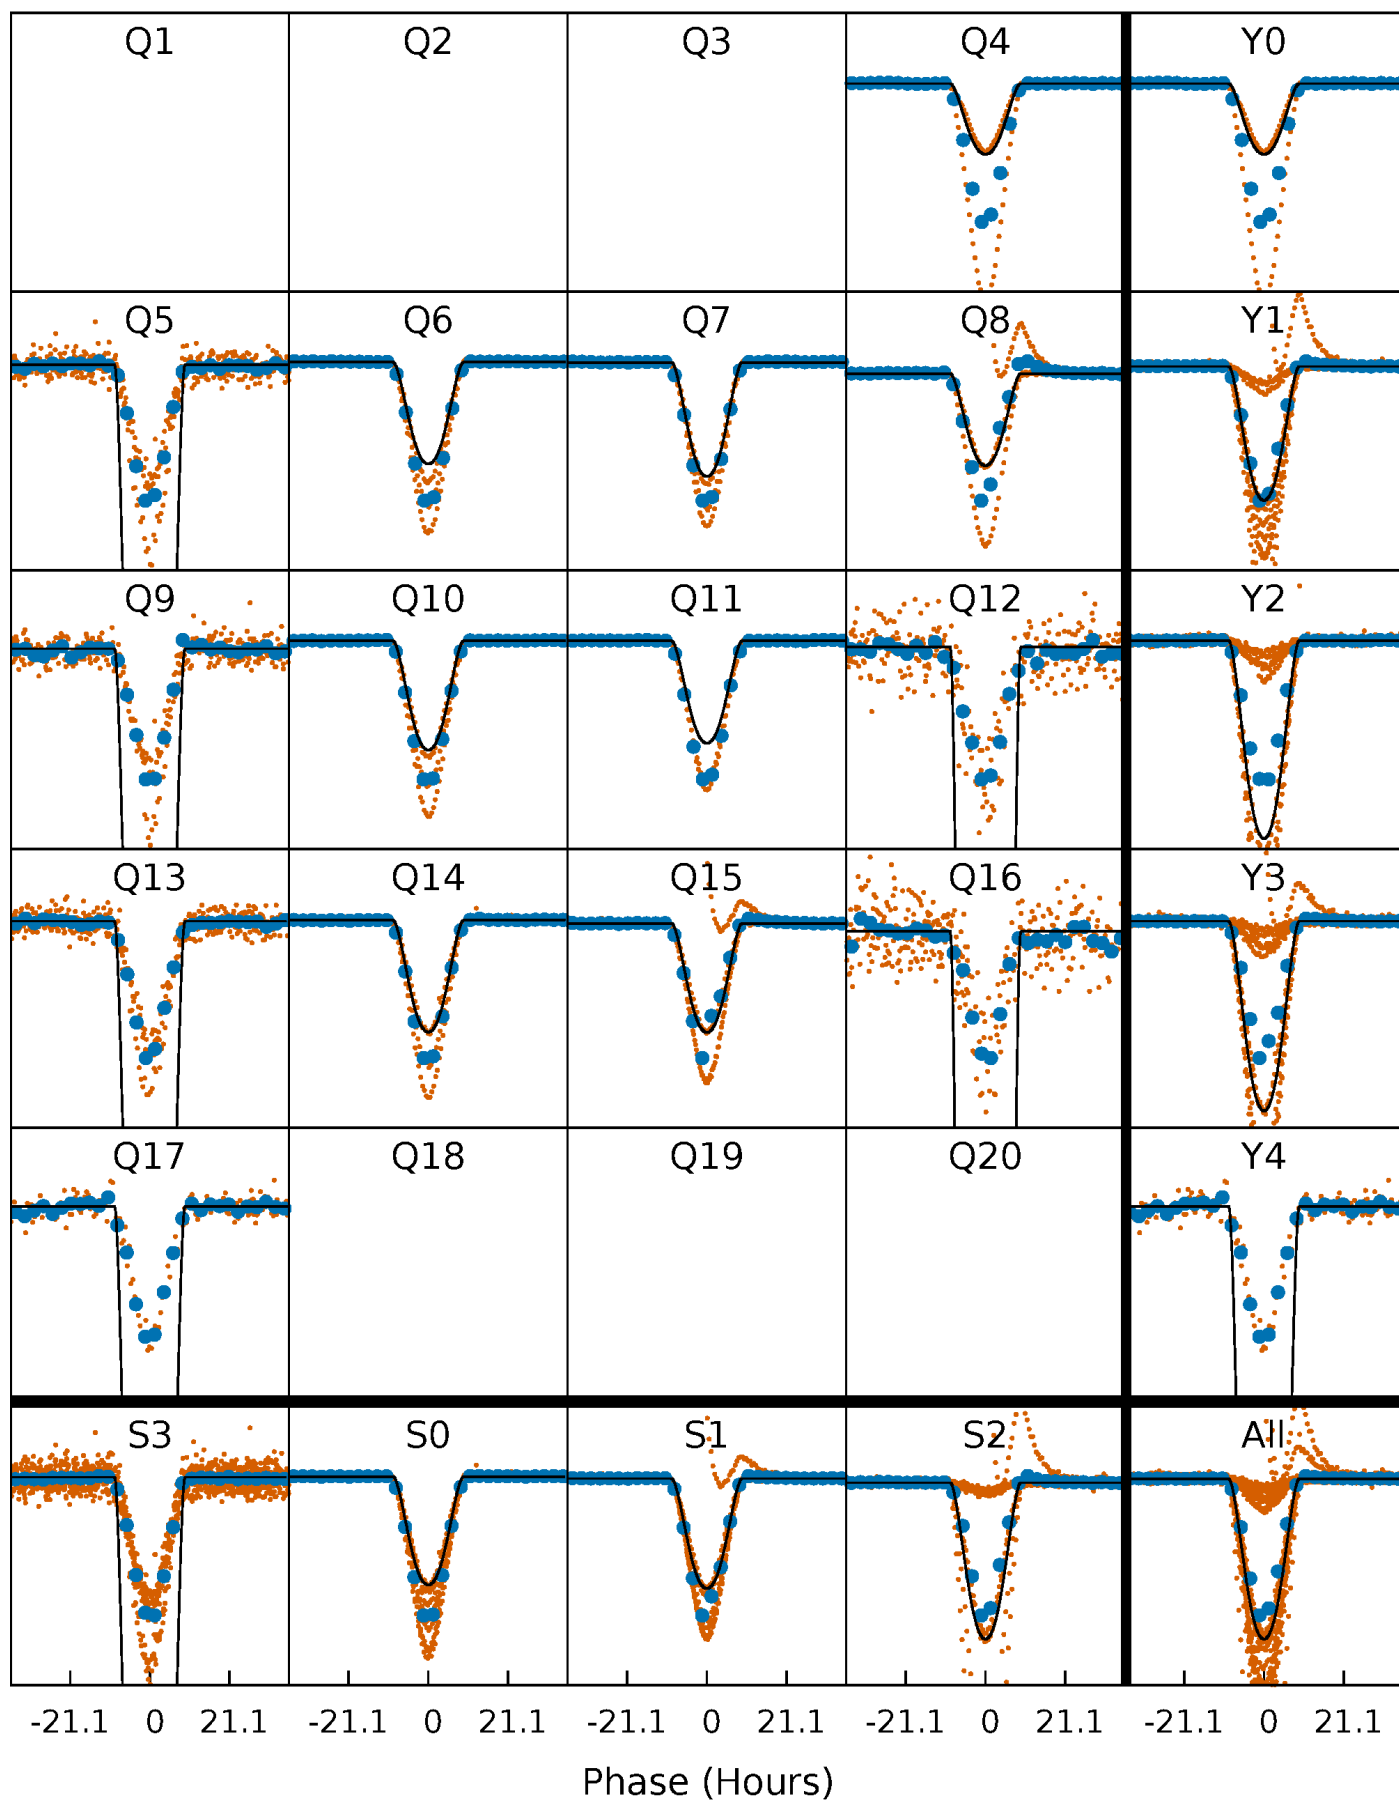 Q1 Q2 Q3 Q4 Y0
Q5 Q6 Q7 Q8 Y1
Q9 Q10 Q11 Q12 Y2
Q13 Q14 Q15 Q16 Y3
Q17 Q18 Q19 Q20 Y4
S3 S0 S1 S2 All
-21.1 0 21.1 -21.1 0 21.1 -21.1 0 21.1 -21.1 0 21.1 -21.1 0 21.1
Phase (Hours)